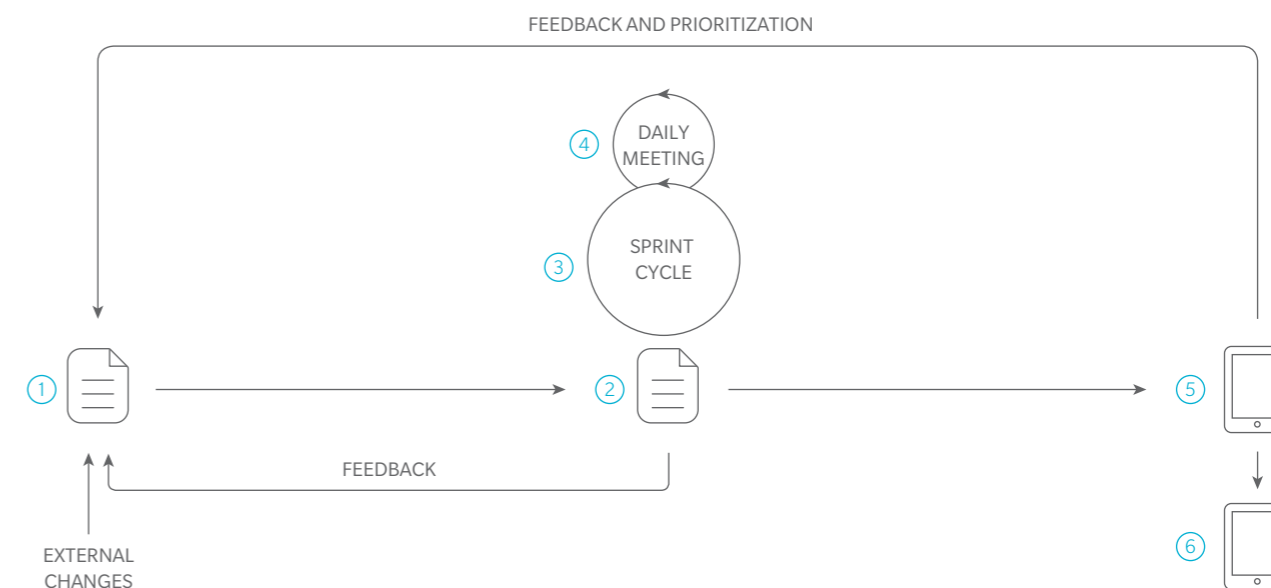 FEEDBACK AND PRIORITIZATION
4
DAILY
MEETING
3
SPRINT
CYCLE
1
2
5
FEEDBACK
EXTERNAL
CHANGES
6